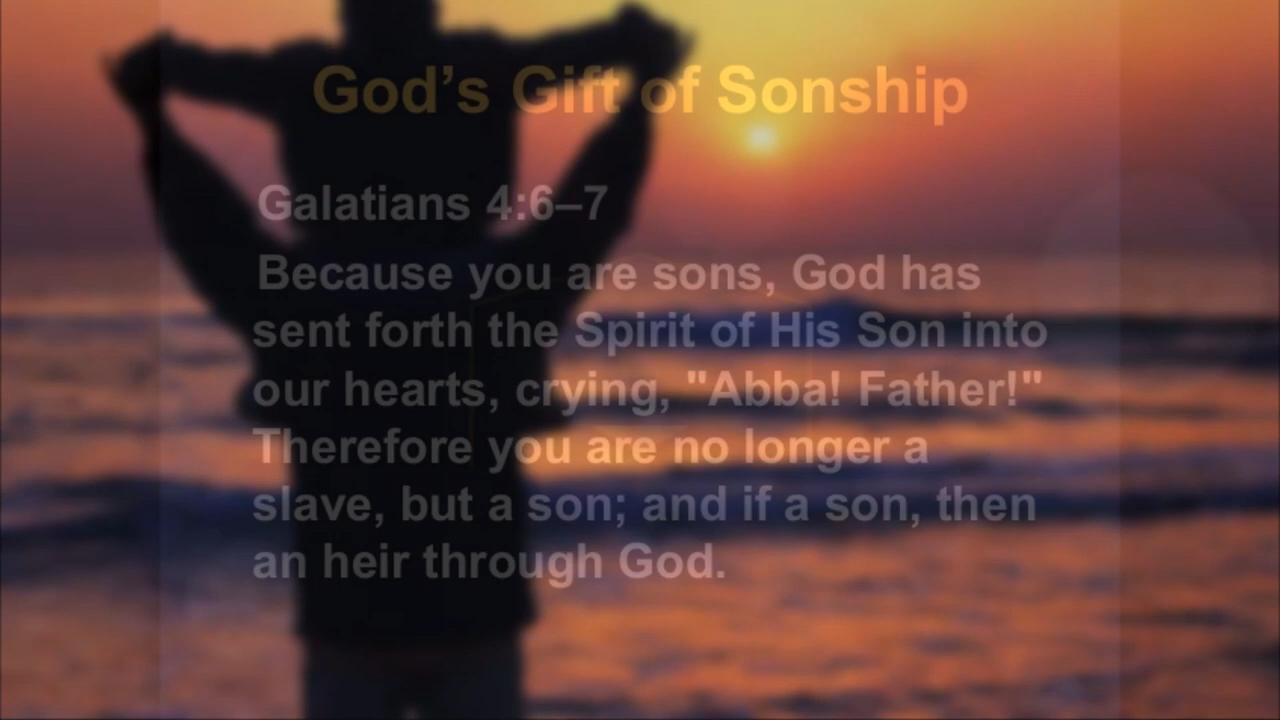 God’s Gift of Sonship
Galatians 4:6–7
Because you are sons, God has
sent forth the Spirit of His Son into
our hearts, crying, "Abba! Father!"
Therefore you are no longer a
slave, but a son; and if a son, then
an heir through God.